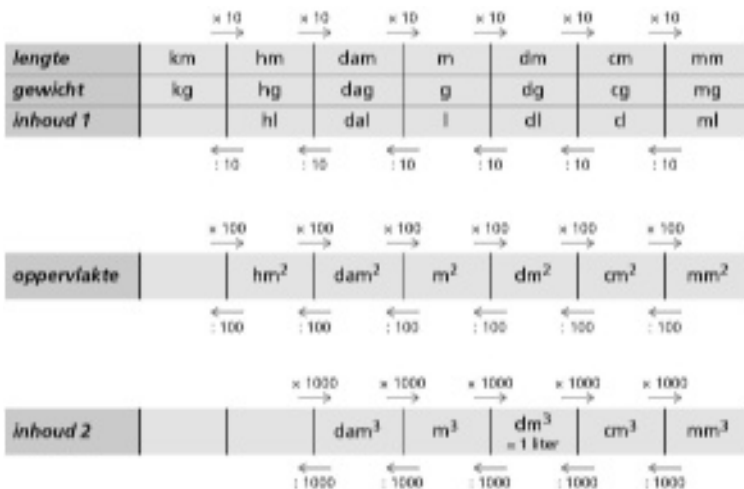 × 10 × 10 × 10 × 10 × 10 × 10
lengte km hm dam m dm cm mm
gewicht kg hg dag g dg cg mg
inhoud 1 hl dal l dl cl ml
: 10 : 10 : 10 : 10 : 10 : 10
× 100 × 100 × 100 × 100 × 100 × 100
oppervlakte hm² dam² m² dm² cm² mm²
: 100 : 100 : 100 : 100 : 100 : 100
× 1000 × 1000 × 1000 × 1000 × 1000
inhoud 2 dam³ m³ dm³ cm³ mm³
= 1 liter
: 1000 : 1000 : 1000 : 1000 : 1000